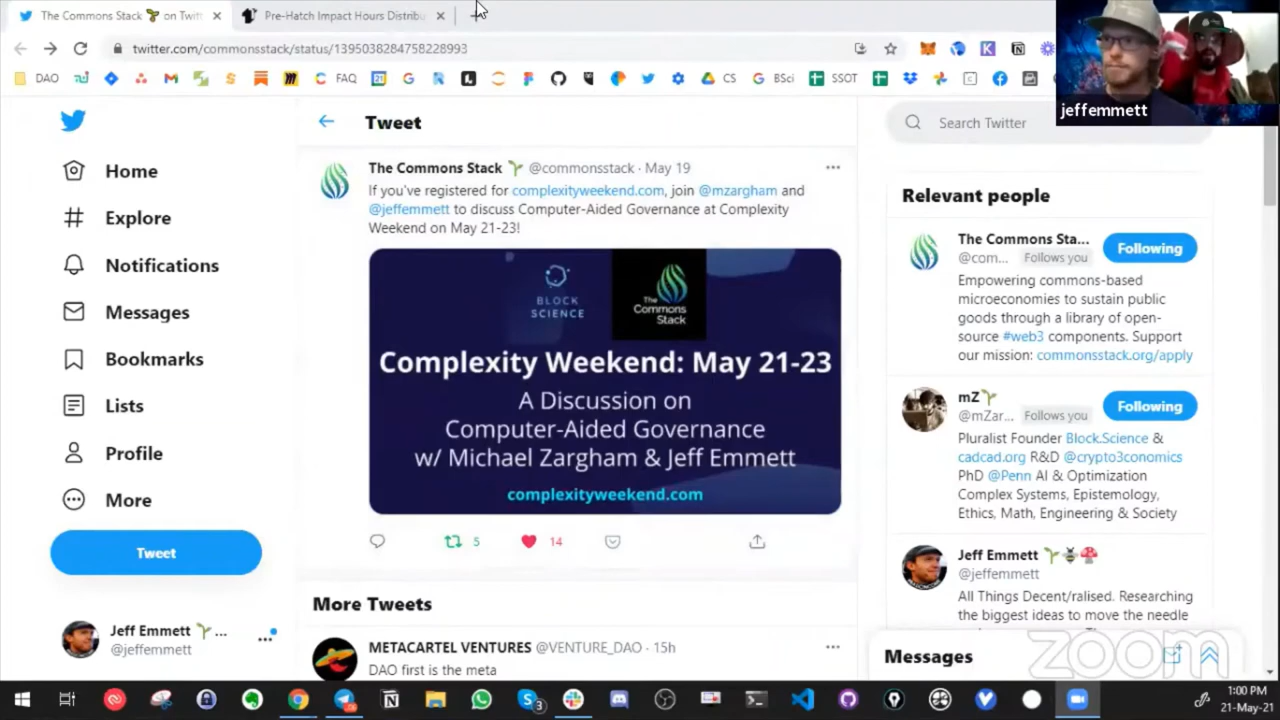 The Commons Stack on Twitt
Pre-Hatch Impact Hours Distribu
twitter.com/commonsstack/status/1395038284758228993
DAO
FAQ
CS
BSci
SSOT
jeffemmett
Home
Explore
Notifications
Messages
Bookmarks
Lists
Profile
More
Tweet
Jeff Emmett ...
@jeffemmett
Tweet
The Commons Stack @commonsstack · May 19
If you've registered for complexityweekend.com, join @mzargham and
@jeffemmett to discuss Computer-Aided Governance at Complexity
Weekend on May 21-23!
BLOCK
SCIENCE
The
Commons
Stack
Complexity Weekend: May 21-23
A Discussion on
Computer-Aided Governance
w/ Michael Zargham & Jeff Emmett
complexityweekend.com
5
14
More Tweets
METACARTEL VENTURES @VENTURE_DAO · 15h
DAO first is the meta
Search Twitter
Relevant people
The Commons Sta...
@com... Follows you
Following
Empowering commons-based
microeconomies to sustain public
goods through a library of open-
source #web3 components. Support
our mission: commonsstack.org/apply
mZ
@mZar... Follows you
Following
Pluralist Founder Block.Science &
cadcad.org R&D @crypto3conomics
PhD @Penn AI & Optimization
Complex Systems, Epistemology,
Ethics, Math, Engineering & Society
Jeff Emmett
@jeffemmett
All Things Decent/ralised. Researching
the biggest ideas to move the needle
Messages
zoom
3
1:00 PM
21-May-21